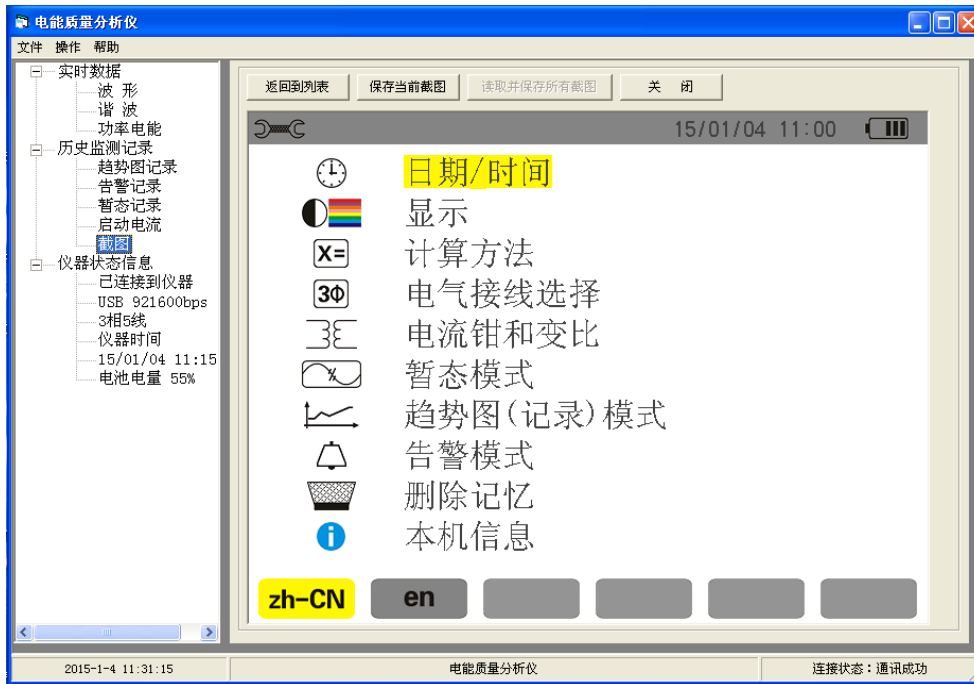 电能质量分析仪
文件 操作 帮助
实时数据
波 形
谐 波
功率电能
历史监测记录
趋势图记录
告警记录
暂态记录
启动电流
截图
仪器状态信息
已连接到仪器
USB 921600bps
3相5线
仪器时间
15/01/04 11:15
电池电量 55%
返回到列表 保存当前截图 读取并保存所有截图 关 闭
15/01/04 11:00
日期/时间
显示
X= 计算方法
3Φ 电气接线选择
电流钳和变比
% 暂态模式
趋势图(记录)模式
告警模式
删除记忆
i 本机信息
zh-CN en
2015-1-4 11:31:15 电能质量分析仪 连接状态：通讯成功